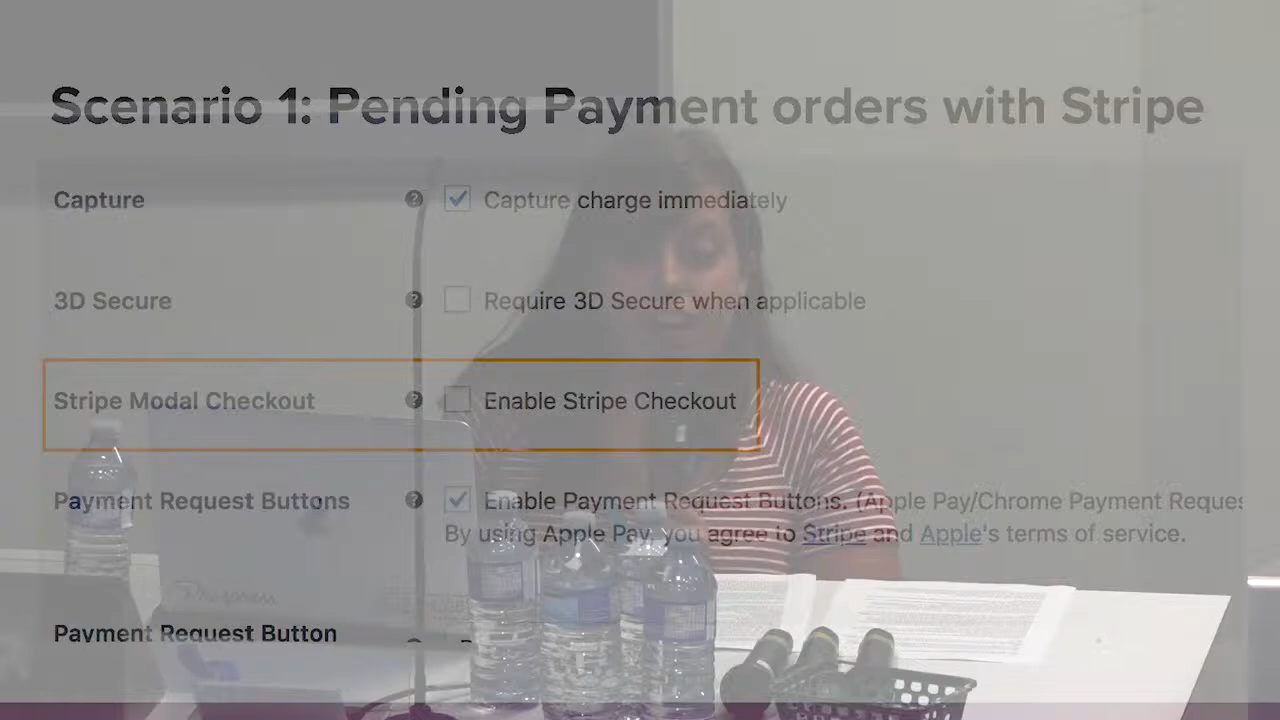 Scenario 1: Pending Payment orders with Stripe
Capture ? Capture charge immediately
3D Secure ? Require 3D Secure when applicable
Stripe Modal Checkout ? Enable Stripe Checkout
Payment Request Buttons ? Enable Payment Request Buttons. (Apple Pay/Chrome Payment Reques
By using Apple Pay, you agree to Stripe and Apple's terms of service.
Payment Request Button